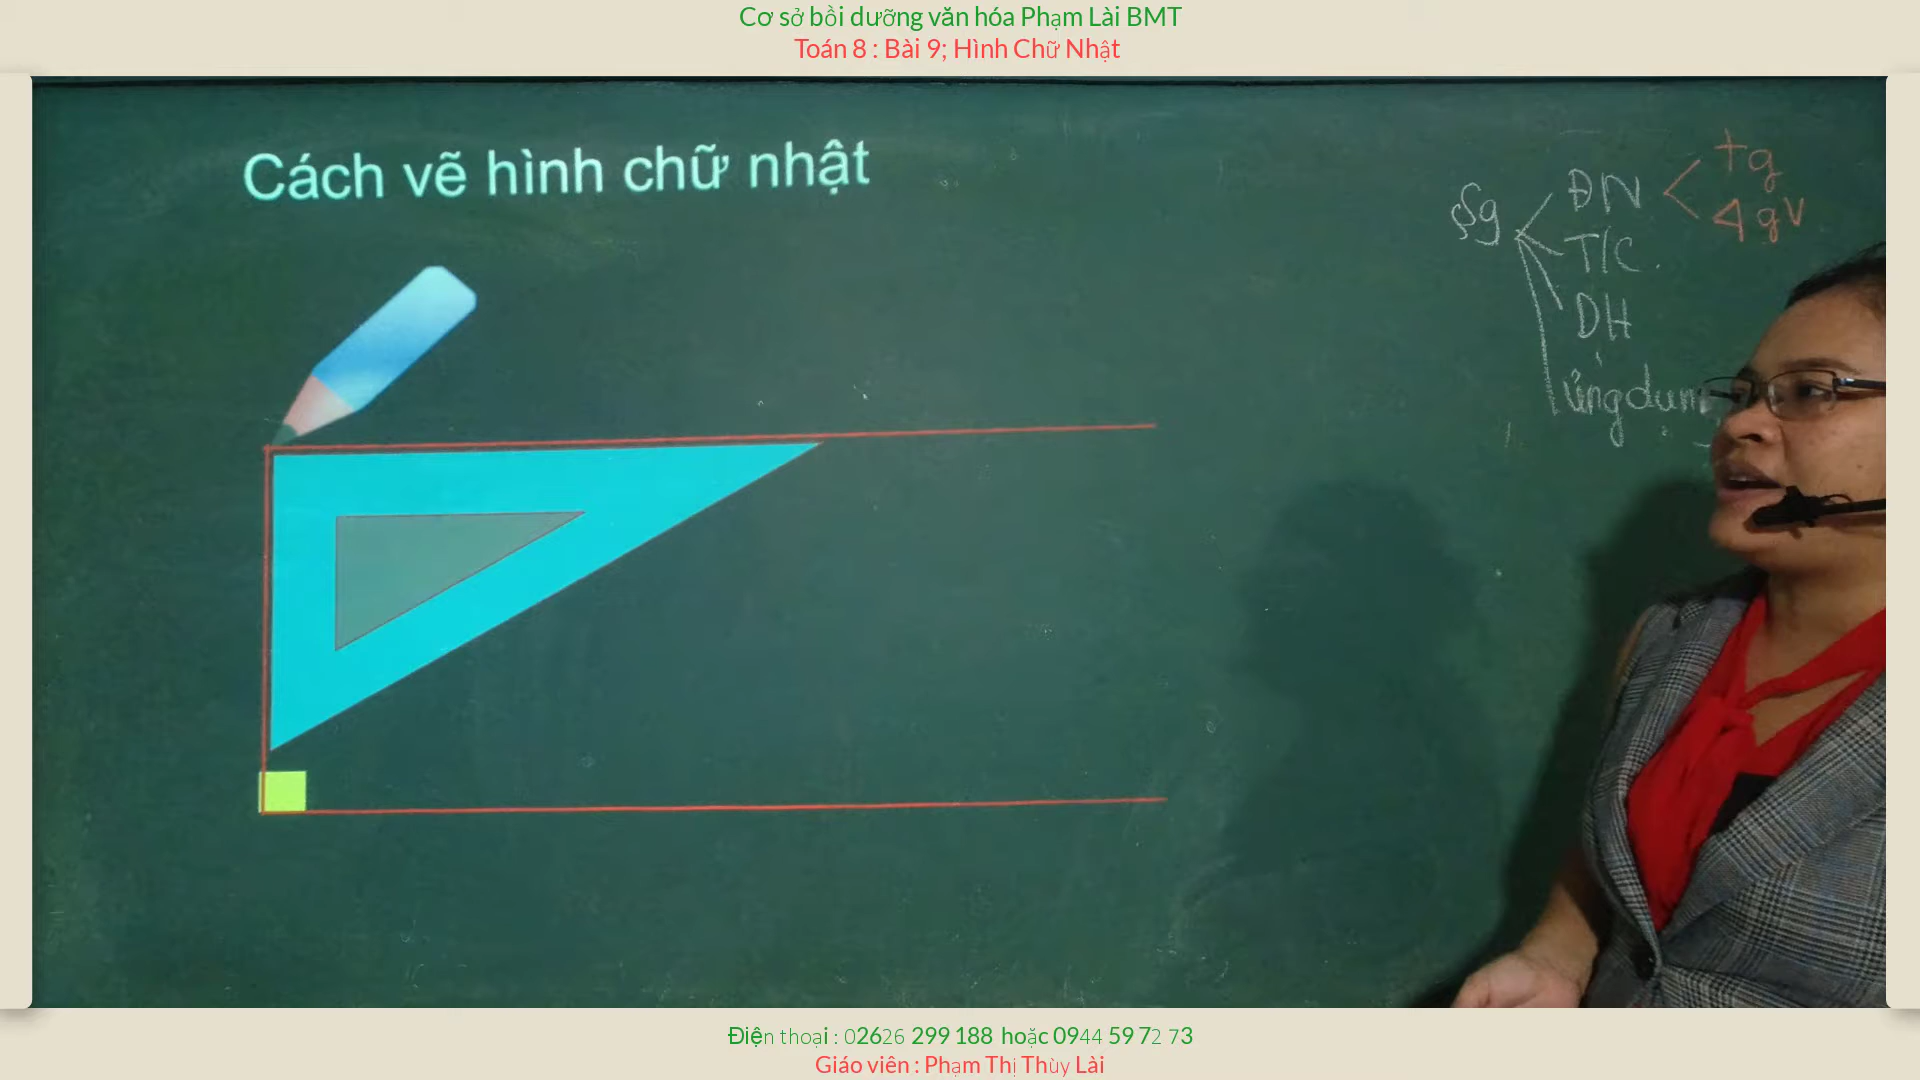 Cơ sở bồi dưỡng văn hóa Phạm Lài BMT
Toán 8 : Bài 9; Hình Chữ Nhật
Cách vẽ hình chữ nhật
ĐN
tg
4 gV
T/C
DH
ứng dụng
Điện thoại : 02626 299 188 hoặc 0944 59 72 73
Giáo viên : Phạm Thị Thùy Lài